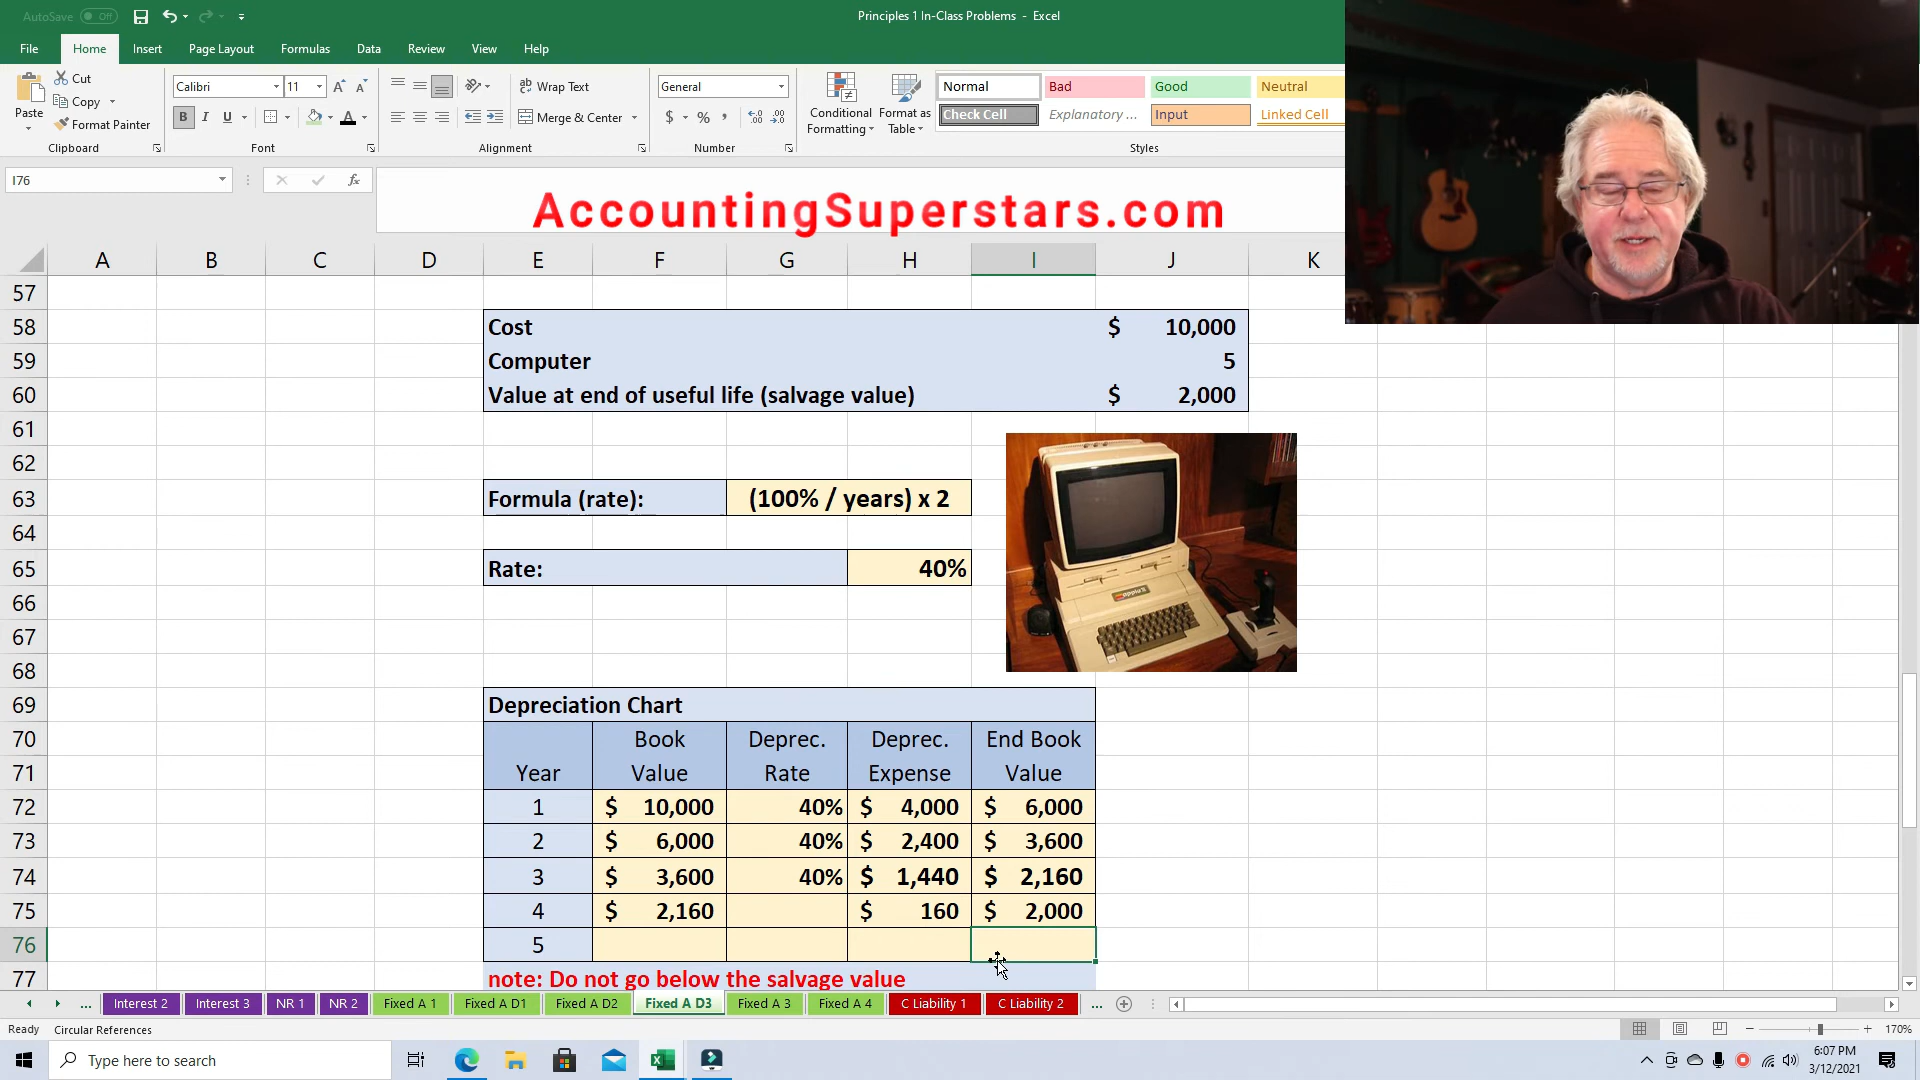 AutoSave Off
Principles 1 In-Class Problems - Excel
File Home Insert Page Layout Formulas Data Review View Help
Paste
Cut
Copy
Format Painter
Clipboard
Calibri 11
B I U
Font
ab Wrap Text
Merge & Center
Alignment
General
$ % ,
Number
Conditional Formatting
Format as Table
Normal Bad Good Neutral
Check Cell Explanatory ... Input Linked Cell
Styles
I76
fx
AccountingSuperstars.com
A B C D E F G H I J K
57
58 Cost $ 10,000
59 Computer 5
60 Value at end of useful life (salvage value) $ 2,000
61
62
63 Formula (rate): (100% / years) x 2
64
65 Rate: 40%
66
67
68
69 Depreciation Chart
70 Book Deprec. Deprec. End Book
71 Year Value Rate Expense Value
72 1 $ 10,000 40% $ 4,000 $ 6,000
73 2 $ 6,000 40% $ 2,400 $ 3,600
74 3 $ 3,600 40% $ 1,440 $ 2,160
75 4 $ 2,160 $ 160 $ 2,000
76 5
77 note: Do not go below the salvage value
... Interest 2 Interest 3 NR 1 NR 2 Fixed A 1 Fixed A D1 Fixed A D2 Fixed A D3 Fixed A 3 Fixed A 4 C Liability 1 C Liability 2 ...
Ready Circular References
170%
Type here to search
6:07 PM
3/12/2021